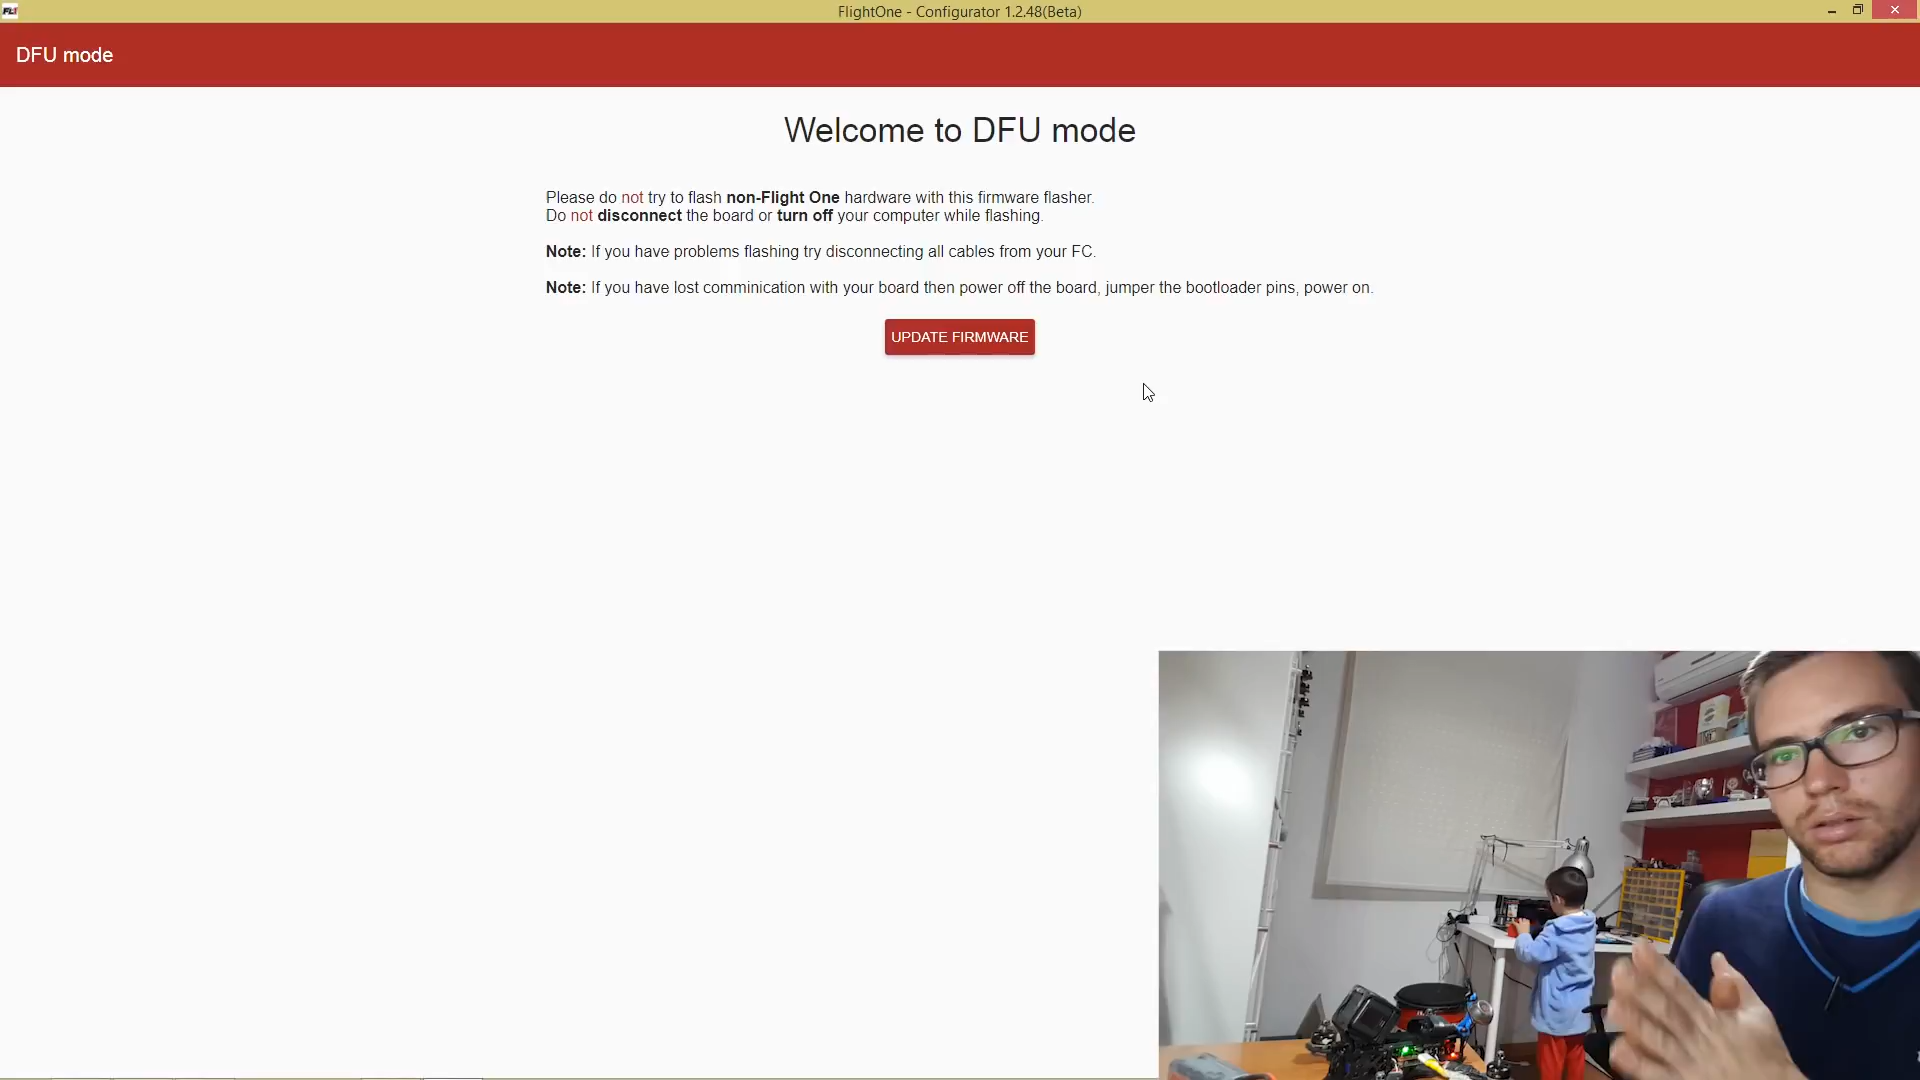 FlightOne - Configurator 1.2.48(Beta)
DFU mode
Welcome to DFU mode
Please do not try to flash non-Flight One hardware with this firmware flasher.
Do not disconnect the board or turn off your computer while flashing.
Note: If you have problems flashing try disconnecting all cables from your FC.
Note: If you have lost comminication with your board then power off the board, jumper the bootloader pins, power on.
UPDATE FIRMWARE